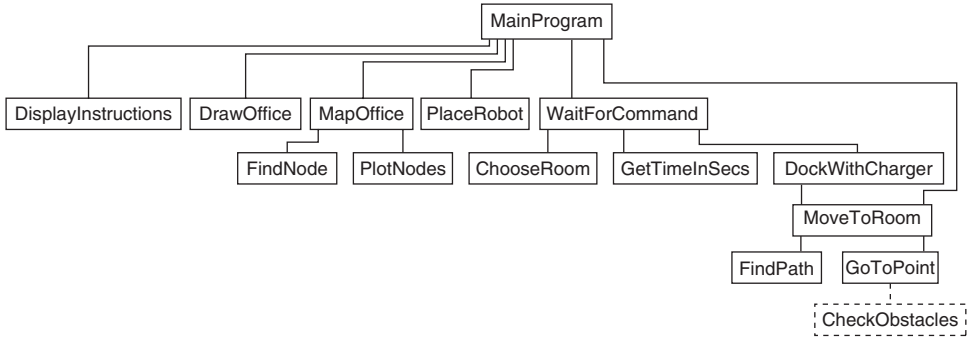 MainProgram
DisplayInstructions
DrawOffice
MapOffice
PlaceRobot
WaitForCommand
FindNode
PlotNodes
ChooseRoom
GetTimeInSecs
DockWithCharger
MoveToRoom
FindPath
GoToPoint
CheckObstacles